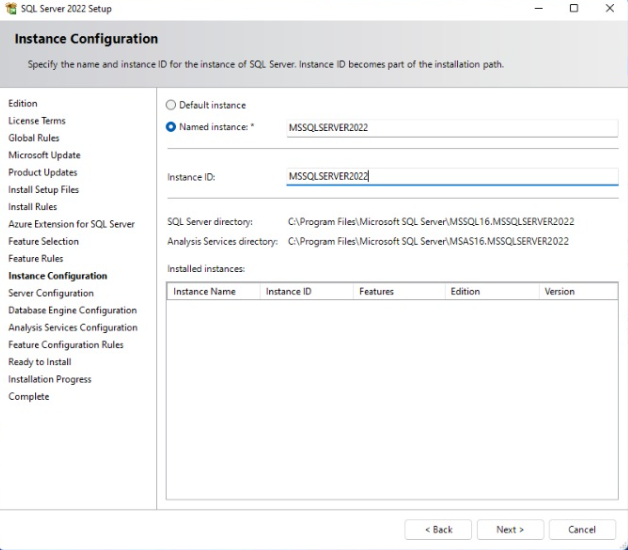 SQL Server 2022 Setup
Instance Configuration
Specify the name and instance ID for the instance of SQL Server. Instance ID becomes part of the installation path.
Edition
License Terms
Global Rules
Microsoft Update
Product Updates
Install Setup Files
Install Rules
Azure Extension for SQL Server
Feature Selection
Feature Rules
Instance Configuration
Server Configuration
Database Engine Configuration
Analysis Services Configuration
Feature Configuration Rules
Ready to Install
Installation Progress
Complete
Default instance
Named instance: * MSSQLSERVER2022
Instance ID: MSSQLSERVER2022
SQL Server directory: C:\Program Files\Microsoft SQL Server\MSSQL16.MSSQLSERVER2022
Analysis Services directory: C:\Program Files\Microsoft SQL Server\MSAS16.MSSQLSERVER2022
Installed instances:
Instance Name Instance ID Features Edition Version
< Back Next > Cancel